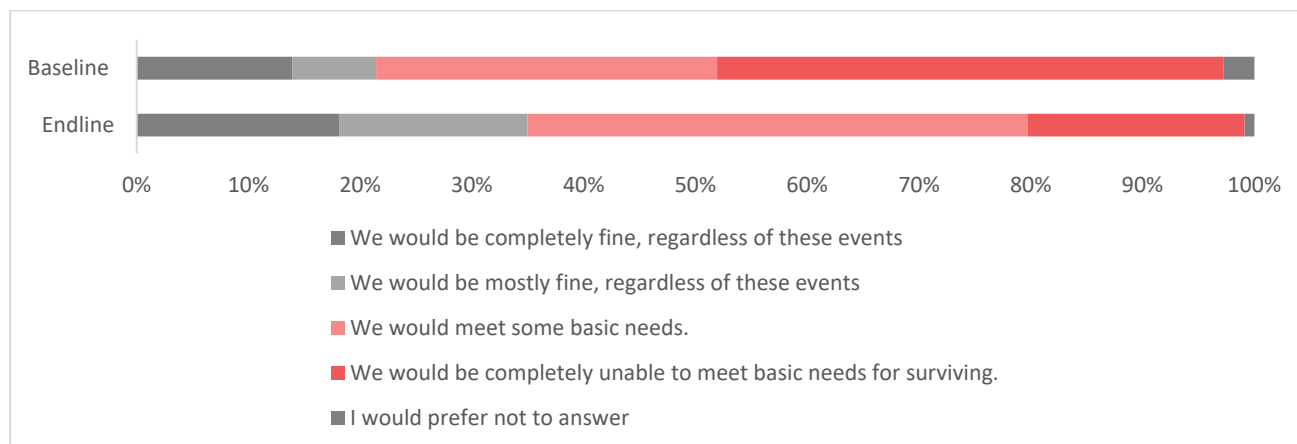 Baseline
Endline
0% 10% 20% 30% 40% 50% 60% 70% 80% 90% 100%
We would be completely fine, regardless of these events
We would be mostly fine, regardless of these events
We would meet some basic needs.
We would be completely unable to meet basic needs for surviving.
I would prefer not to answer